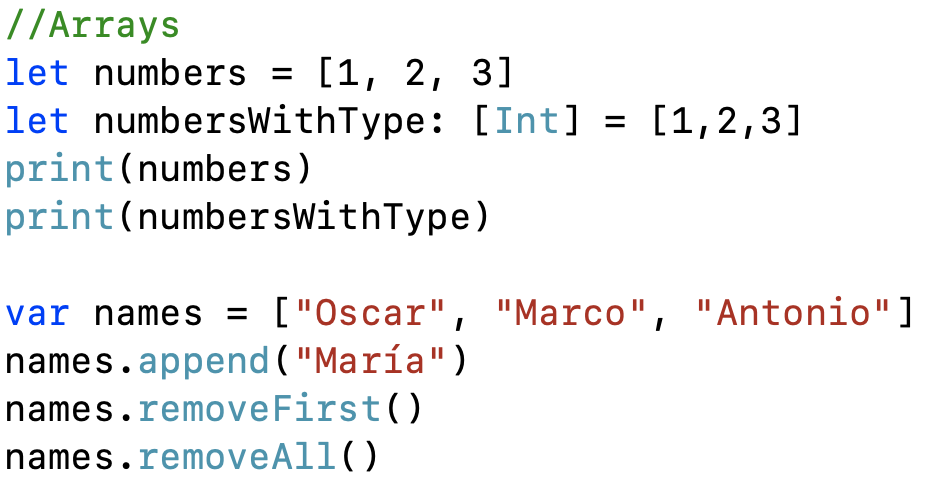 //Arrays
let numbers = [1, 2, 3]
let numbersWithType: [Int] = [1,2,3]
print(numbers)
print(numbersWithType)
var names = ["Oscar", "Marco", "Antonio"]
names.append("María")
names.removeFirst()
names.removeAll()